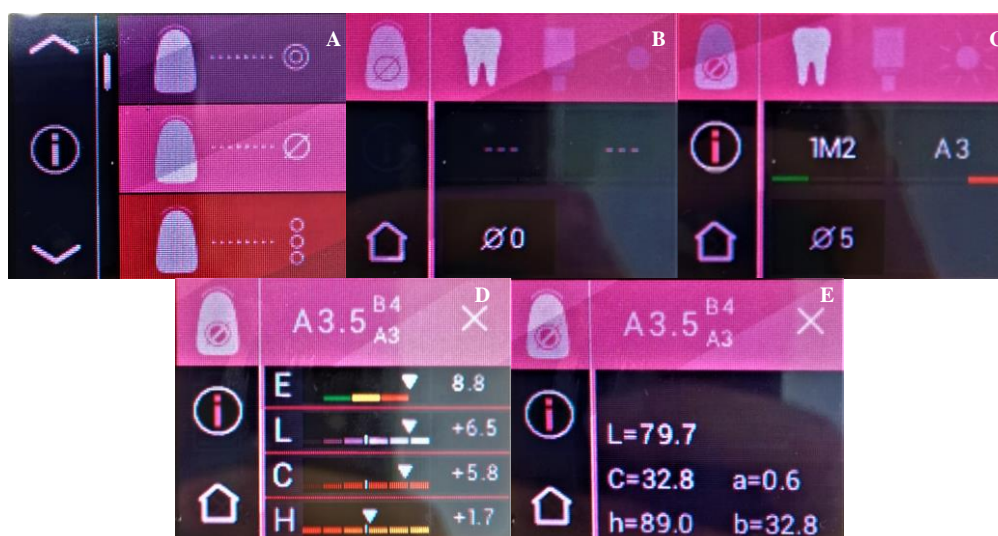 A
B
C
i
--- ---
Ø0
i
1M2 A3
Ø5
D
A3.5 B4 A3
i
E 8.8
L +6.5
C +5.8
H +1.7
E
A3.5 B4 A3
i
L=79.7
C=32.8 a=0.6
h=89.0 b=32.8